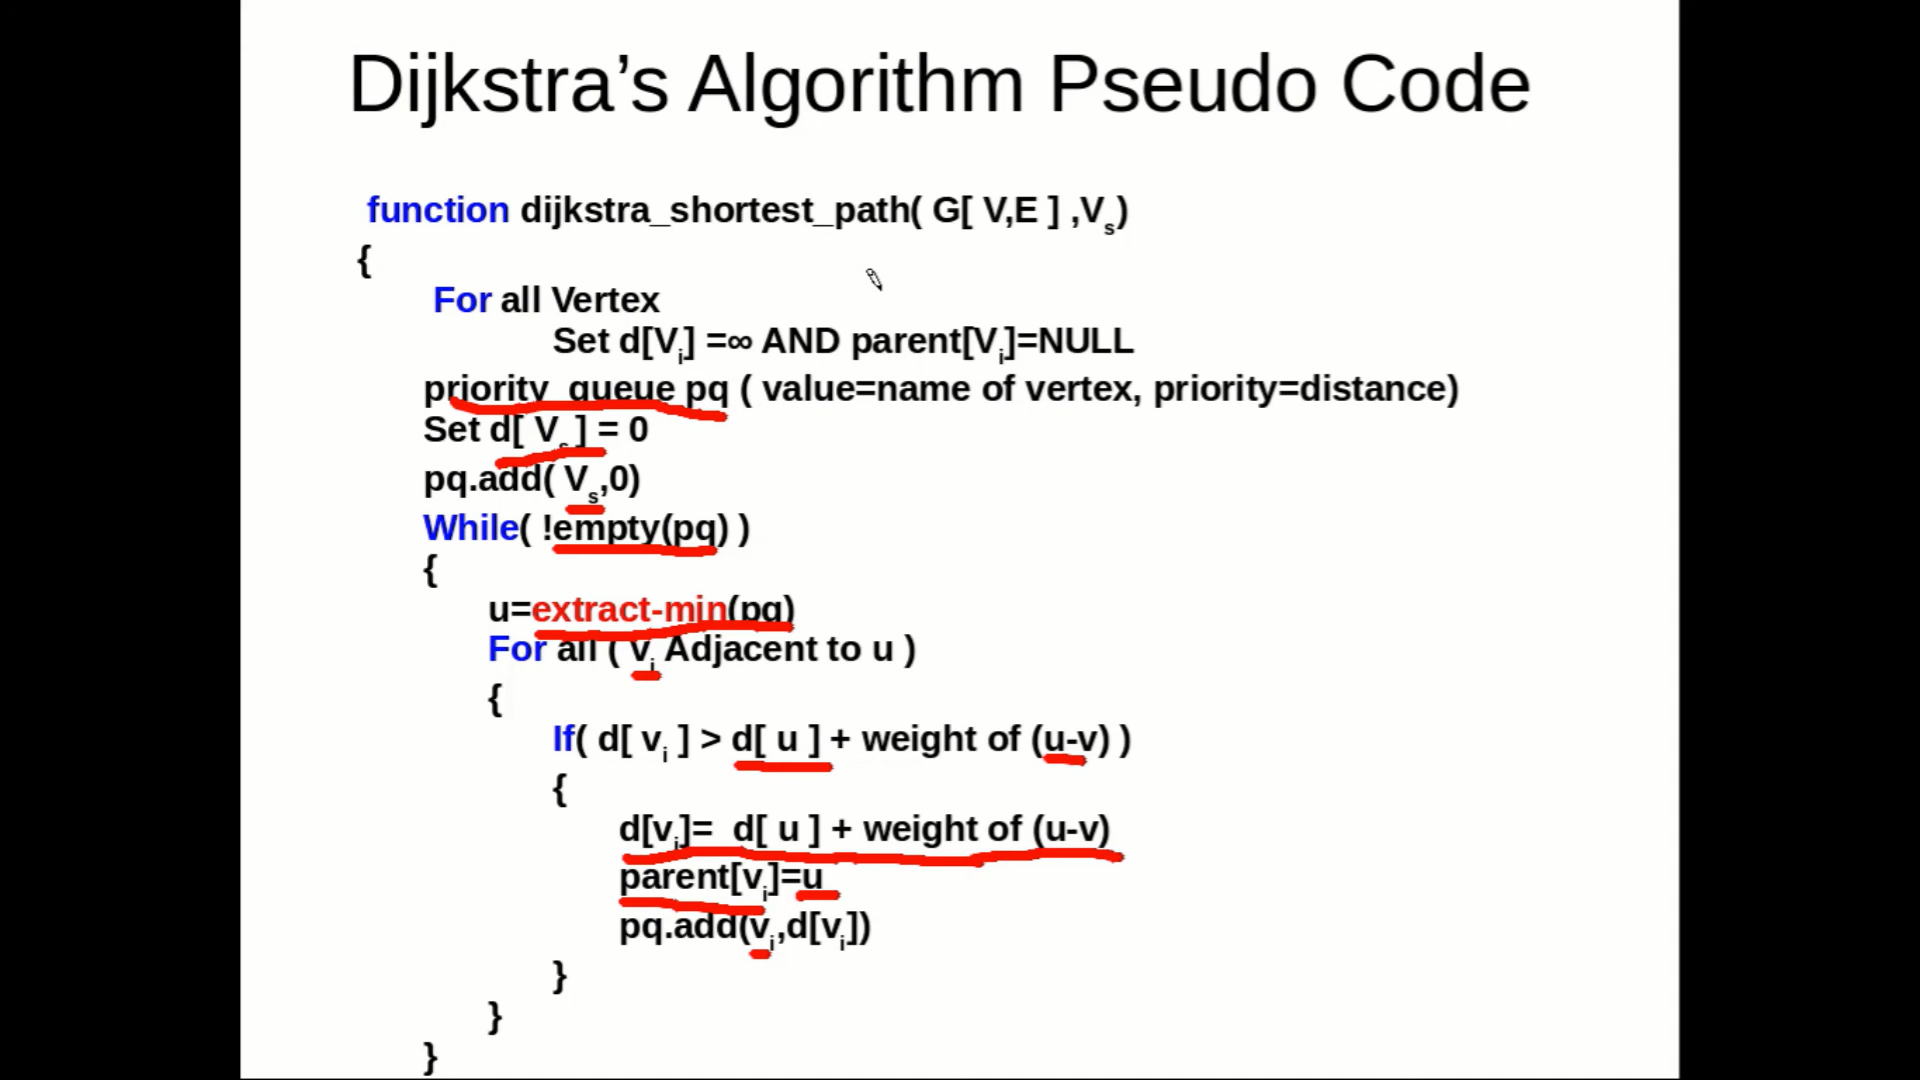 Dijkstra’s Algorithm Pseudo Code
function dijkstra_shortest_path( G[ V,E ] ,Vs)
{
For all Vertex
Set d[Vi] =∞ AND parent[Vi]=NULL
priority_queue pq ( value=name of vertex, priority=distance)
Set d[ Vs ] = 0
pq.add( Vs,0)
While( !empty(pq) )
{
u=extract-min(pq)
For all ( vi Adjacent to u )
{
If( d[ vi ] > d[ u ] + weight of (u-v) )
{
d[vi]= d[ u ] + weight of (u-v)
parent[vi]=u
pq.add(vi,d[vi])
}
}
}